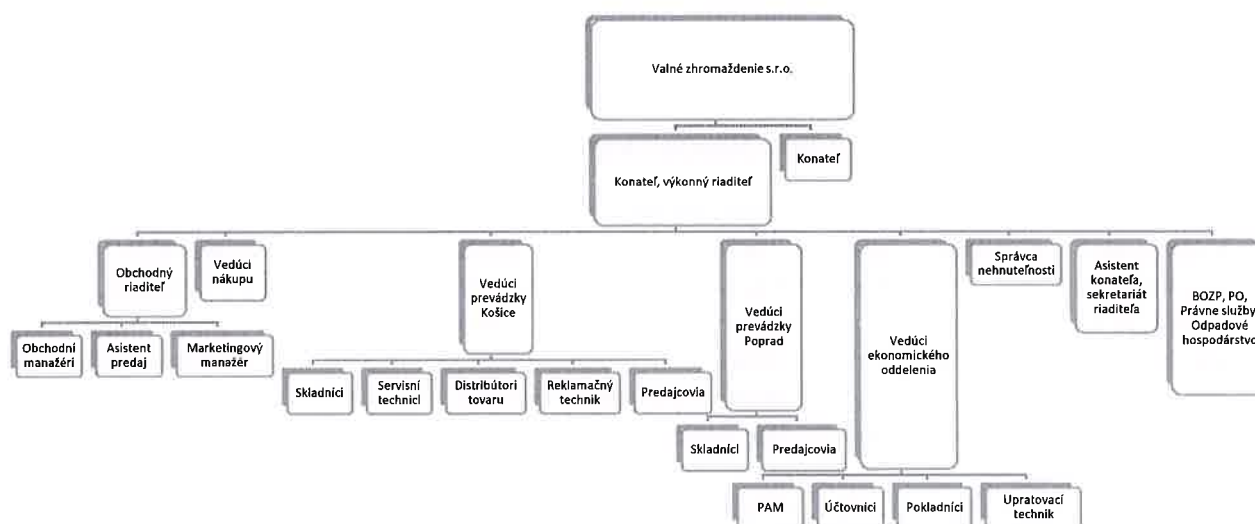 Valné zhromaždenie s.r.o.
Konateľ
Konateľ, výkonný riaditeľ
Obchodný
riaditeľ
Vedúci
nákupu
Vedúci
prevádzky
Košice
Vedúci
prevádzky
Poprad
Vedúci
ekonomického
oddelenia
Správca
nehnuteľnosti
Asistent
konateľa,
sekretariát
riaditeľa
BOZP, PO,
Právne služby
Odpadové
hospodárstvo
Obchodní
manažéri
Asistent
predaj
Marketingový
manažér
Skladníci
Servisní
technici
Distribútori
tovaru
Reklamačný
technik
Predajcovia
Skladníci
Predajcovia
PAM
Účtovníci
Pokladníci
Upratovací
technik